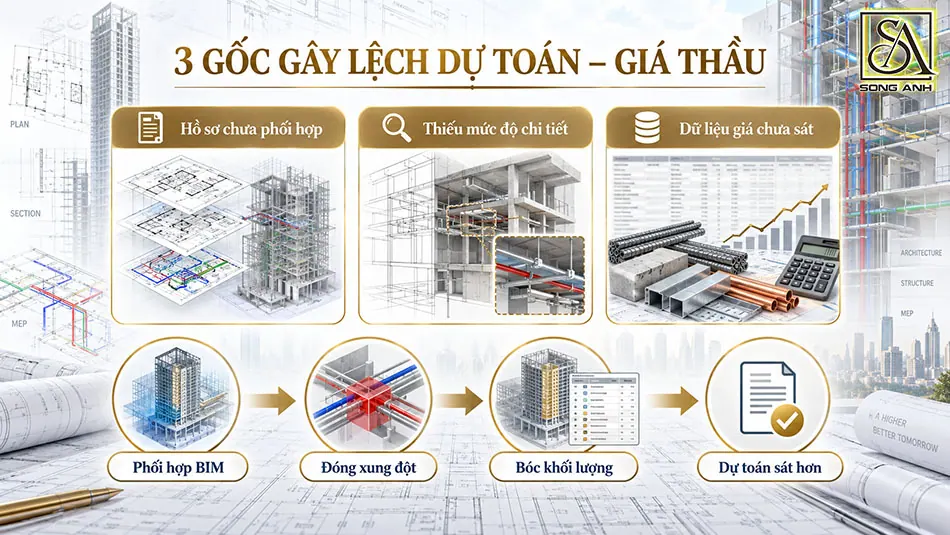 3 GỐC GÂY LỆCH DỰ TOÁN – GIÁ THẦU
SA
SONG ANH
PLAN
SECTION
MEP
Hồ sơ chưa phối hợp
Thiếu mức độ chi tiết
Dữ liệu giá chưa sát
ARCHITECTURE
STRUCTURE
MEP
Phối hợp BIM
Đóng xung đột
Bóc khối lượng
Dự toán sát hơn
A HIGHER
BETTER TOMORROW